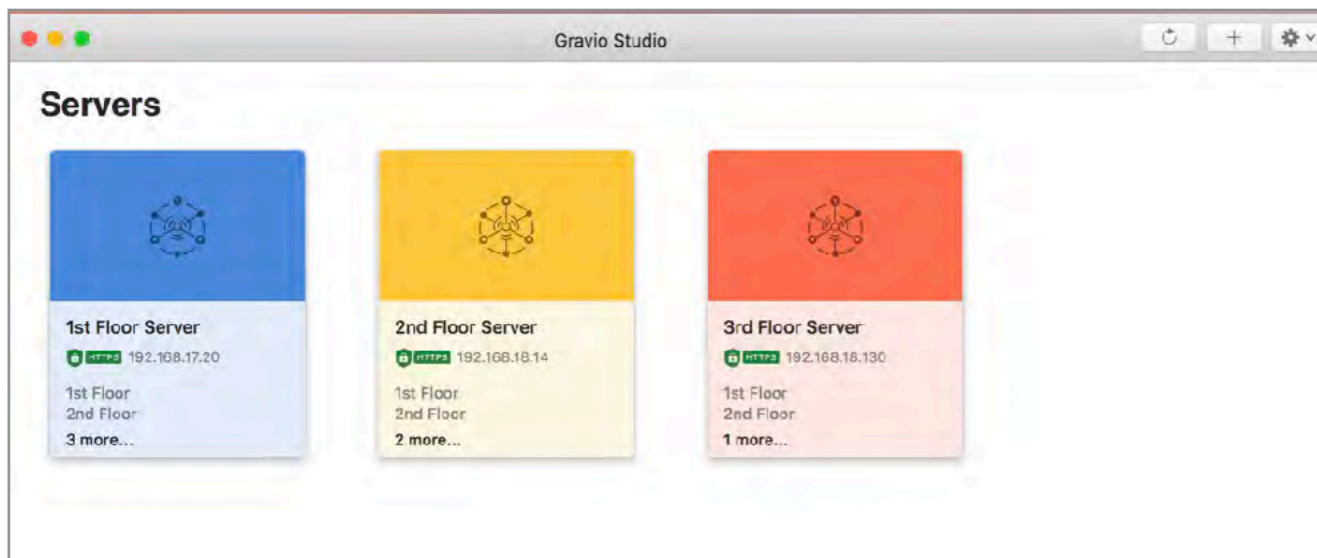 Gravio Studio
Servers
1st Floor Server
HTTPS 192.168.17.20
1st Floor
2nd Floor
3 more...
2nd Floor Server
HTTPS 192.168.18.14
1st Floor
2nd Floor
2 more...
3rd Floor Server
HTTPS 192.168.18.130
1st Floor
2nd Floor
1 more...